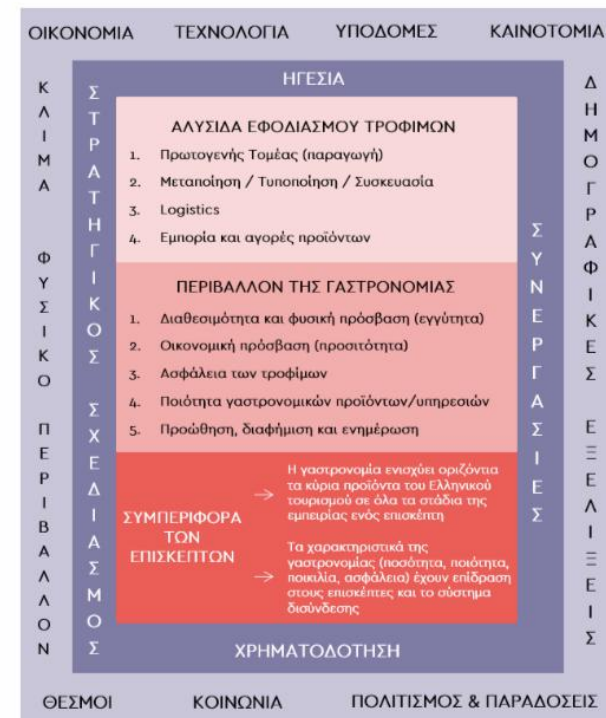 ΟΙΚΟΝΟΜΙΑ ΤΕΧΝΟΛΟΓΙΑ ΥΠΟΔΟΜΕΣ ΚΑΙΝΟΤΟΜΙΑ
ΚΛΙΜΑ ΦΥΣΙΚΟ ΠΕΡΙΒΑΛΛΟΝ
ΣΤΡΑΤΗΓΙΚΟΣ ΣΧΕΔΙΑΣΜΟΣ
ΗΓΕΣΙΑ
ΑΛΥΣΙΔΑ ΕΦΟΔΙΑΣΜΟΥ ΤΡΟΦΙΜΩΝ
1. Πρωτογενής Τομέας (παραγωγή)
2. Μεταποίηση / Τυποποίηση / Συσκευασία
3. Logistics
4. Εμπορία και αγορές προϊόντων
ΠΕΡΙΒΑΛΛΟΝ ΤΗΣ ΓΑΣΤΡΟΝΟΜΙΑΣ
1. Διαθεσιμότητα και φυσική πρόσβαση (εγγύτητα)
2. Οικονομική πρόσβαση (προσιτότητα)
3. Ασφάλεια των τροφίμων
4. Ποιότητα γαστρονομικών προϊόντων/υπηρεσιών
5. Προώθηση, διαφήμιση και ενημέρωση
ΣΥΜΠΕΡΙΦΟΡΑ
ΤΩΝ
ΕΠΙΣΚΕΠΤΩΝ
→ Η γαστρονομία ενισχύει οριζόντια
τα κύρια προϊόντα του Ελληνικού
τουρισμού σε όλα τα στάδια της
εμπειρίας ενός επισκέπτη
→ Τα χαρακτηριστικά της
γαστρονομίας (ποσότητα, ποιότητα,
ποικιλία, ασφάλεια) έχουν επίδραση
στους επισκέπτες και το σύστημα
διασύνδεσης
ΣΥΝΕΡΓΑΣΙΕΣ
ΔΗΜΟΓΡΑΦΙΚΕΣ ΕΞΕΛΙΞΕΙΣ
ΧΡΗΜΑΤΟΔΟΤΗΣΗ
ΘΕΣΜΟΙ ΚΟΙΝΩΝΙΑ ΠΟΛΙΤΙΣΜΟΣ & ΠΑΡΑΔΟΣΕΙΣ